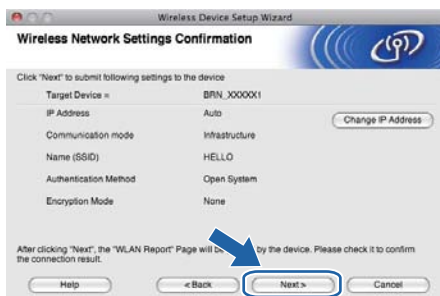 Wireless Device Setup Wizard
Wireless Network Settings Confirmation
Click "Next" to submit following settings to the device
Target Device = BRN_XXXXX1
IP Address Auto
Change IP Address
Communication mode Infrastructure
Name (SSID) HELLO
Authentication Method Open System
Encryption Mode None
After clicking "Next", the "WLAN Report" Page will be by the device. Please check it to confirm
the connection result.
Help < Back Next > Cancel